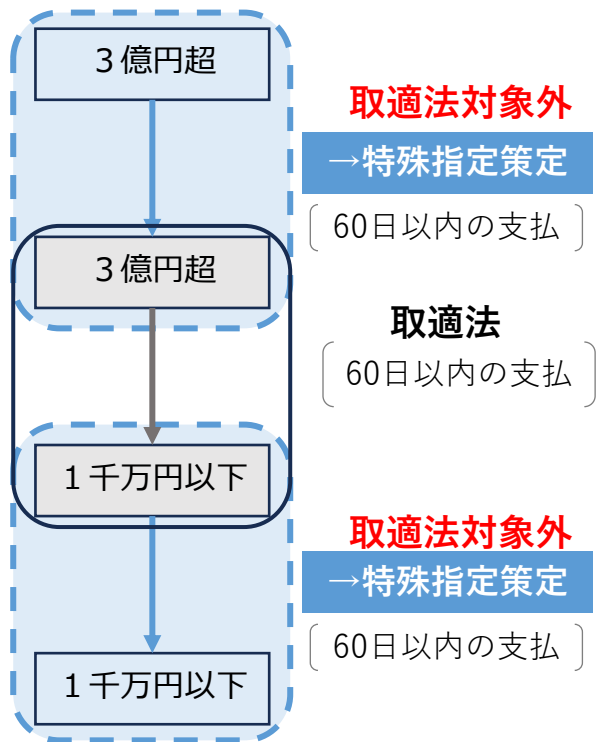 ３億円超
取適法対象外
→特殊指定策定
60日以内の支払
３億円超
取適法
60日以内の支払
１千万円以下
取適法対象外
→特殊指定策定
60日以内の支払
１千万円以下